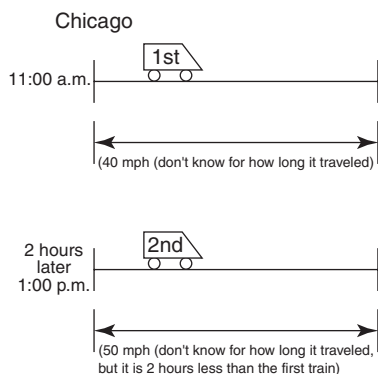 Chicago
1st
11:00 a.m.
(40 mph (don't know for how long it traveled)
2nd
2 hours
later
1:00 p.m.
(50 mph (don't know for how long it traveled,
but it is 2 hours less than the first train)